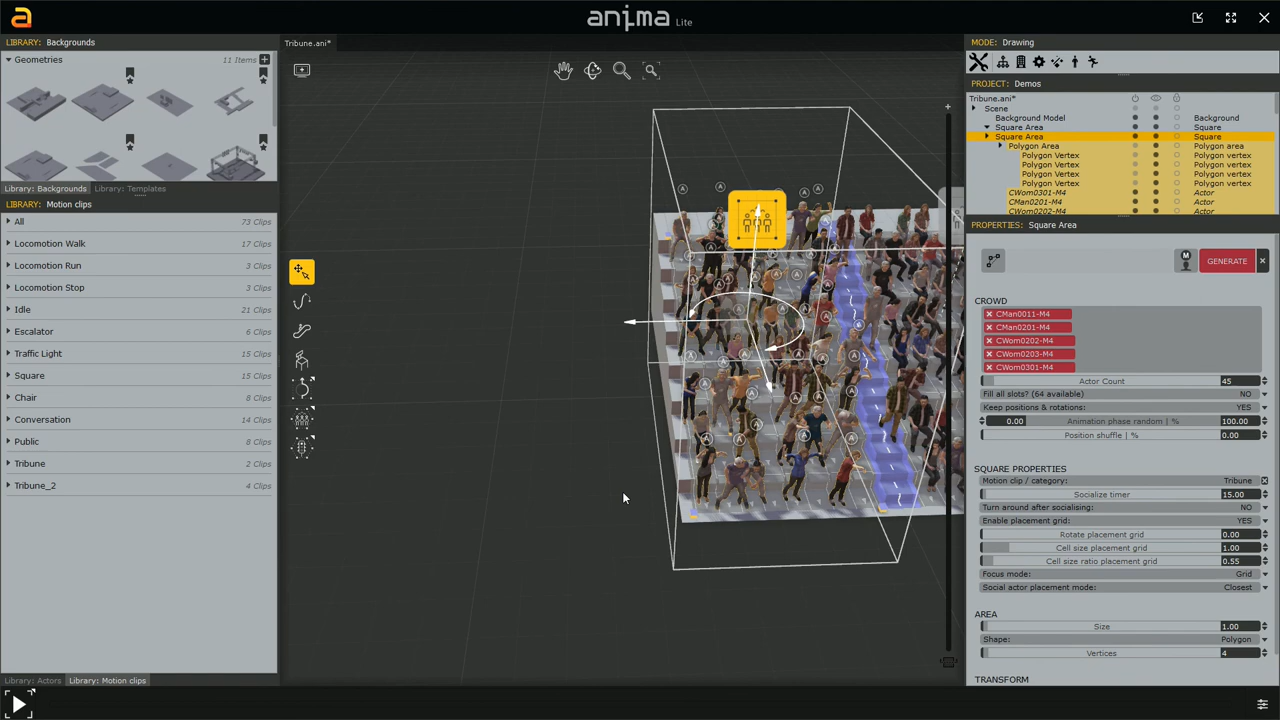 a
anima Lite
LIBRARY: Backgrounds
Geometries 11 Items
Library: Backgrounds Library: Templates
LIBRARY: Motion clips
All 73 Clips
Locomotion Walk 17 Clips
Locomotion Run 3 Clips
Locomotion Stop 3 Clips
Idle 21 Clips
Escalator 6 Clips
Traffic Light 15 Clips
Square 15 Clips
Chair 8 Clips
Conversation 14 Clips
Public 8 Clips
Tribune 2 Clips
Tribune_2 4 Clips
Library: Actors Library: Motion clips
Tribune.ani*
MODE: Drawing
PROJECT: Demos
Tribune.ani*
Scene
Background Model Background
Square Area Square
Square Area Square
Polygon Area Polygon area
Polygon Vertex Polygon vertex
Polygon Vertex Polygon vertex
Polygon Vertex Polygon vertex
Polygon Vertex Polygon vertex
CWom0301-M4 Actor
CMan0201-M4 Actor
CWom0202-M4 Actor
PROPERTIES: Square Area
M GENERATE
CROWD
CMan0011-M4
CMan0201-M4
CWom0202-M4
CWom0203-M4
CWom0301-M4
Actor Count 45
Fill all slots? (64 available) NO
Keep positions & rotations: YES
0.00 Animation phase random | % 100.00
Position shuffle | % 0.00
SQUARE PROPERTIES
Motion clip / category: Tribune
Socialize timer 15.00
Turn around after socialising: NO
Enable placement grid: YES
Rotate placement grid 0.00
Cell size placement grid 1.00
Cell size ratio placement grid 0.55
Focus mode: Grid
Social actor placement mode: Closest
AREA
Size 1.00
Shape: Polygon
Vertices 4
TRANSFORM